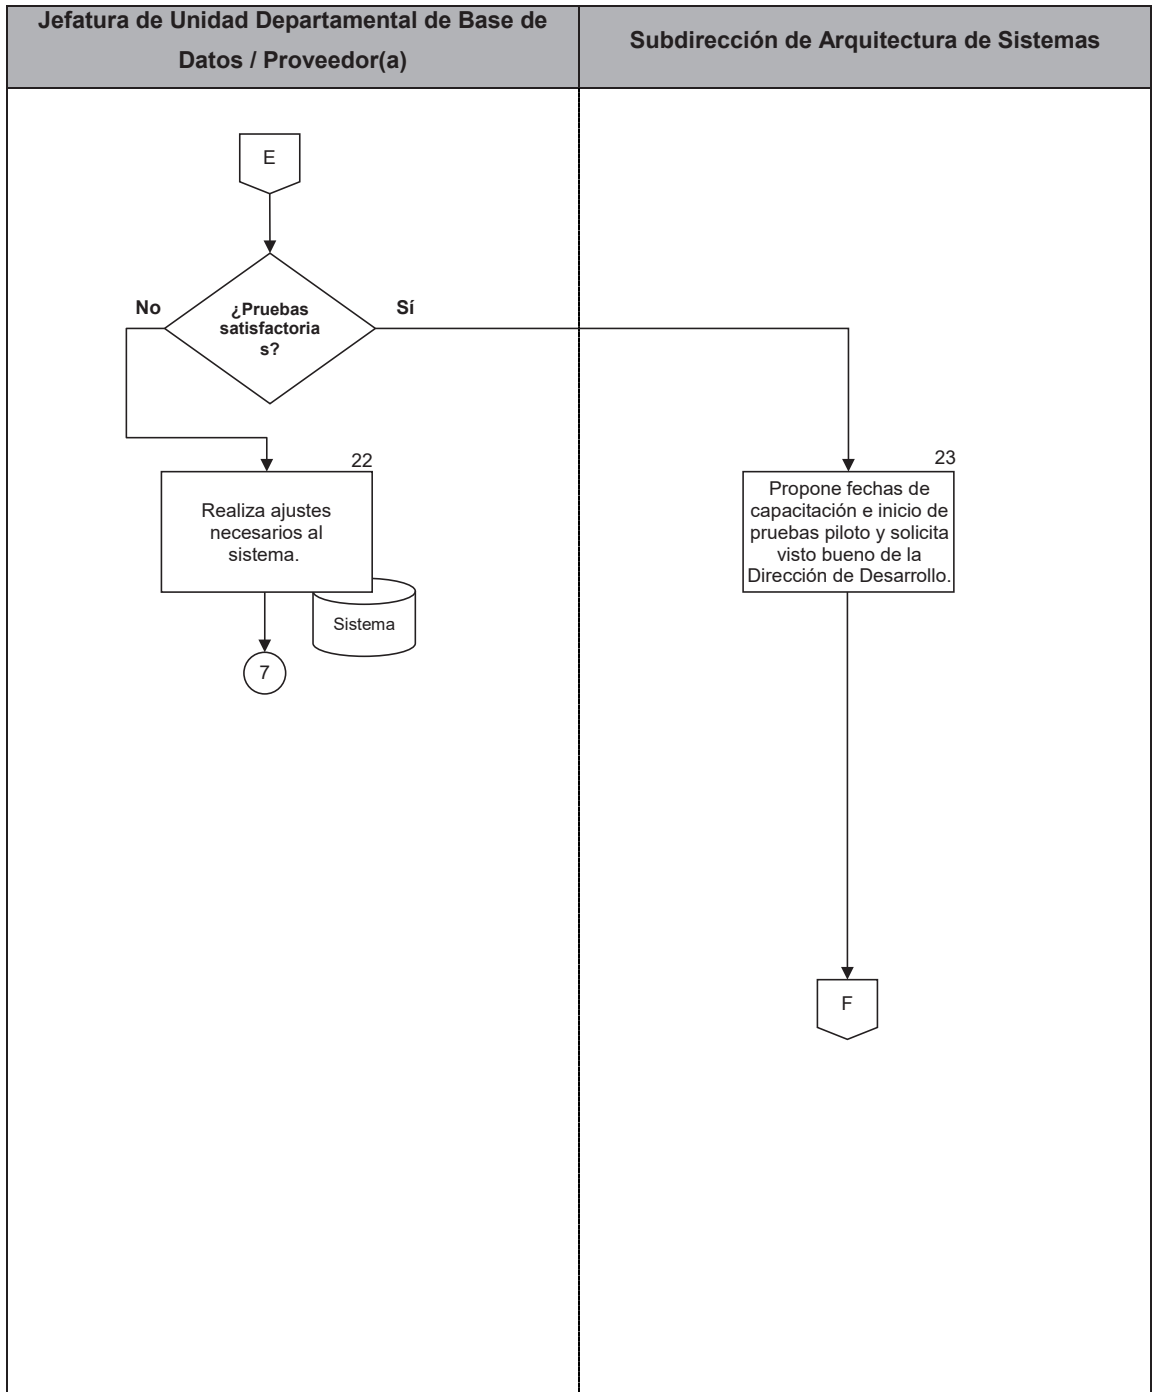 Jefatura de Unidad Departamental de Base de
Datos / Proveedor(a)
Subdirección de Arquitectura de Sistemas
E
No
¿Pruebas
satisfactoria
s?
Sí
22
Realiza ajustes
necesarios al
sistema.
Sistema
7
23
Propone fechas de
capacitación e inicio de
pruebas piloto y solicita
visto bueno de la
Dirección de Desarrollo.
F